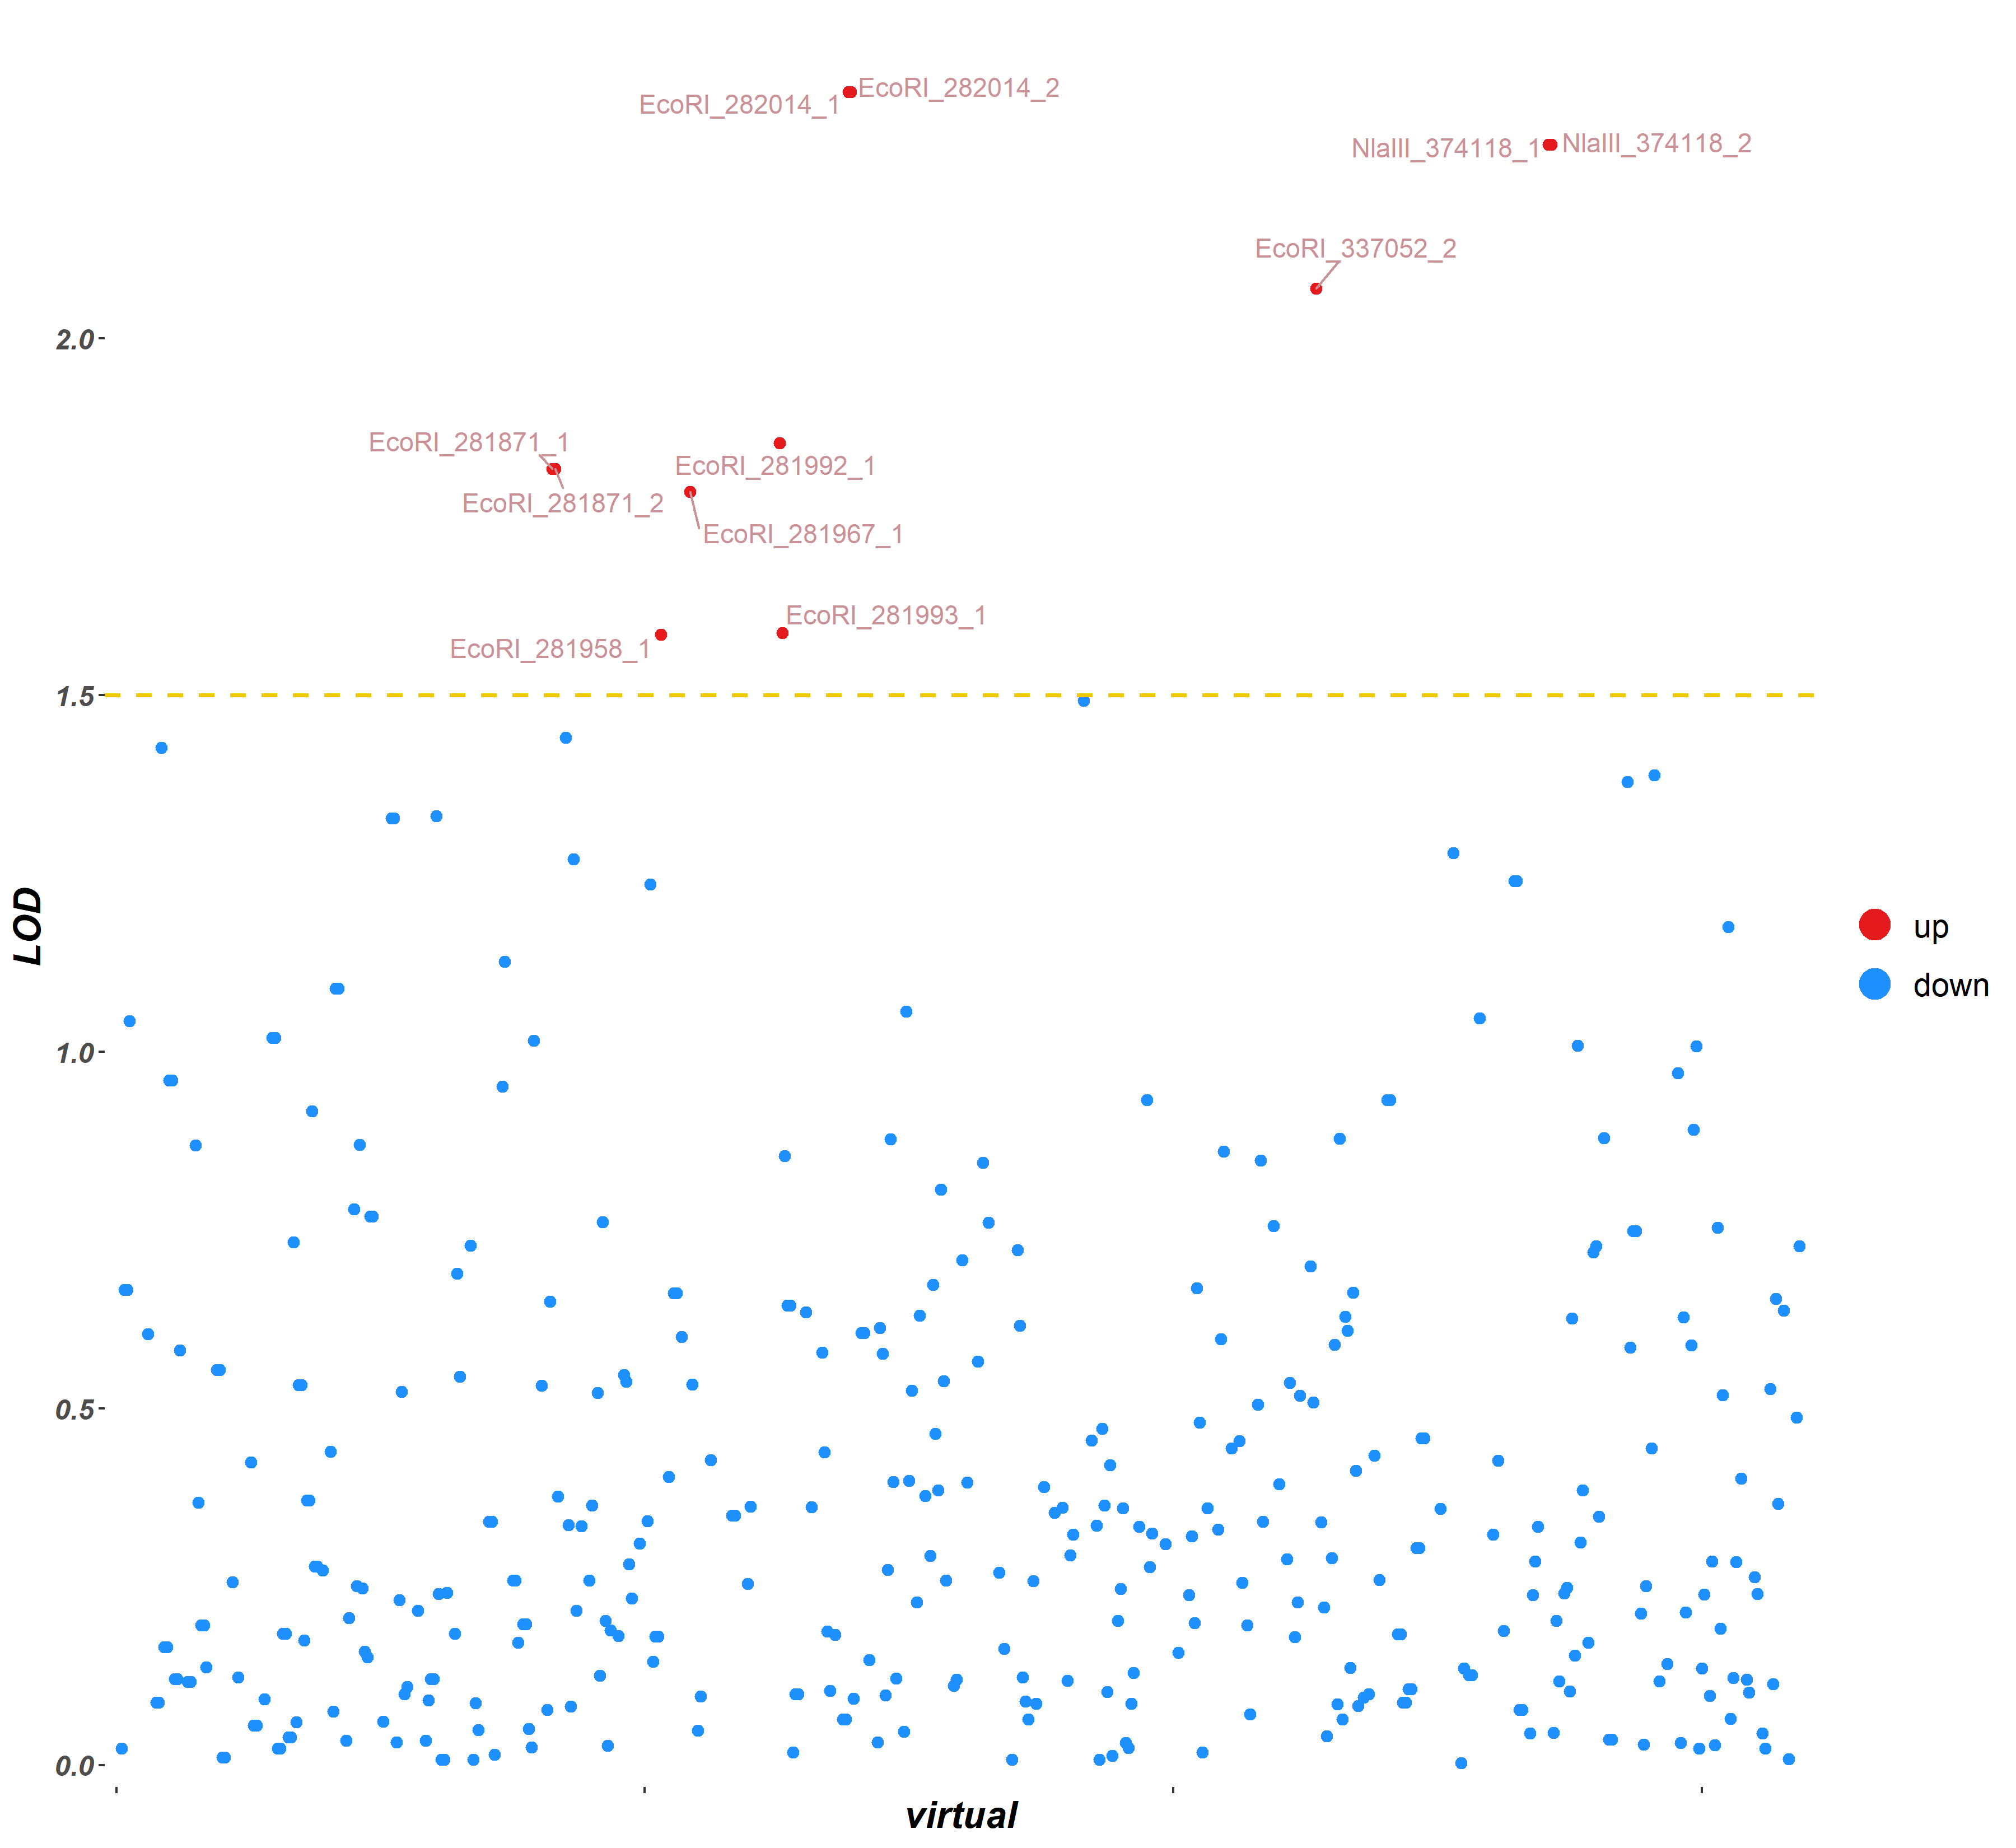 EcoRI_282014_2
EcoRI_282014_1
NlaIII_374118_1
NlaIII_374118_2
EcoRI_337052_2
2.0
EcoRI_281871_1
EcoRI_281992_1
EcoRI_281871_2
EcoRI_281967_1
EcoRI_281993_1
EcoRI_281958_1
1.5
LOD
up
down
1.0
0.5
0.0
virtual